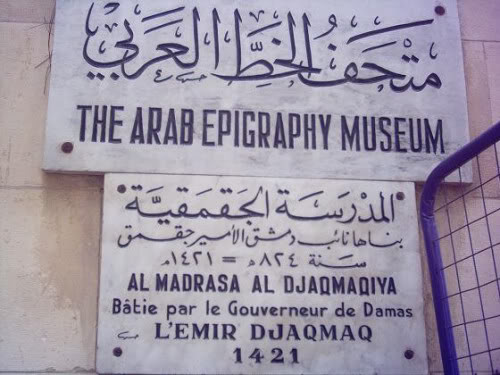 متحف الخط العربي
THE ARAB EPIGRAPHY MUSEUM
المدرسة الجقمقية
بناها نائب دمشق الأمير جقمق
سنة ٨٢٤هـ = ١٤٢١م
AL MADRASA AL DJAQMAQIYA
Bâtie par le Gouverneur de Damas
L'EMIR DJAQMAQ
1421